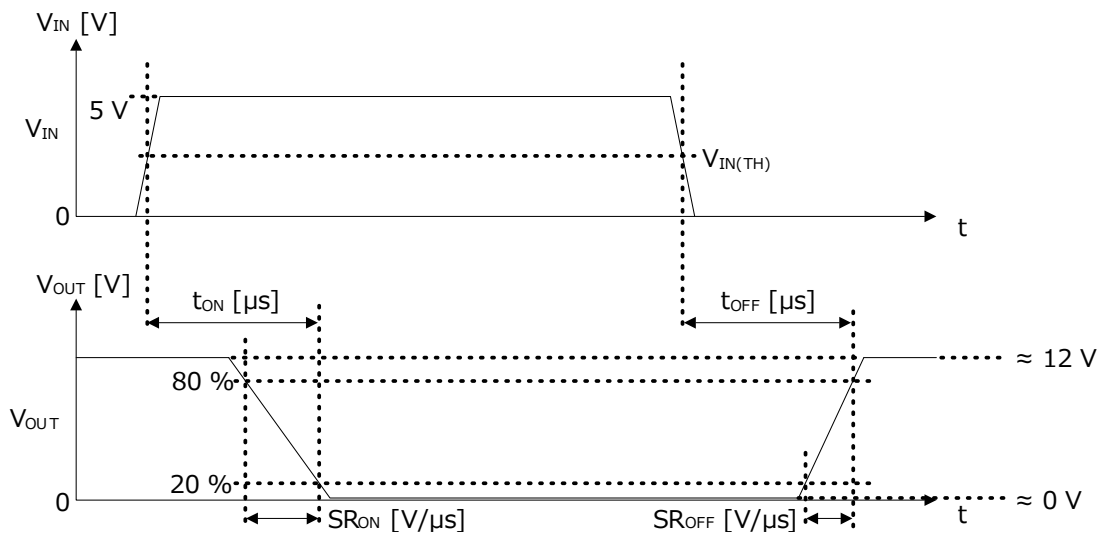 VIN [V]
5 V
VIN
VIN(TH)
0
t
VOUT [V]
tON [µs]
tOFF [µs]
≈ 12 V
80 %
VOUT
20 %
0
≈ 0 V
SRON [V/µs]
SROFF [V/µs]
t